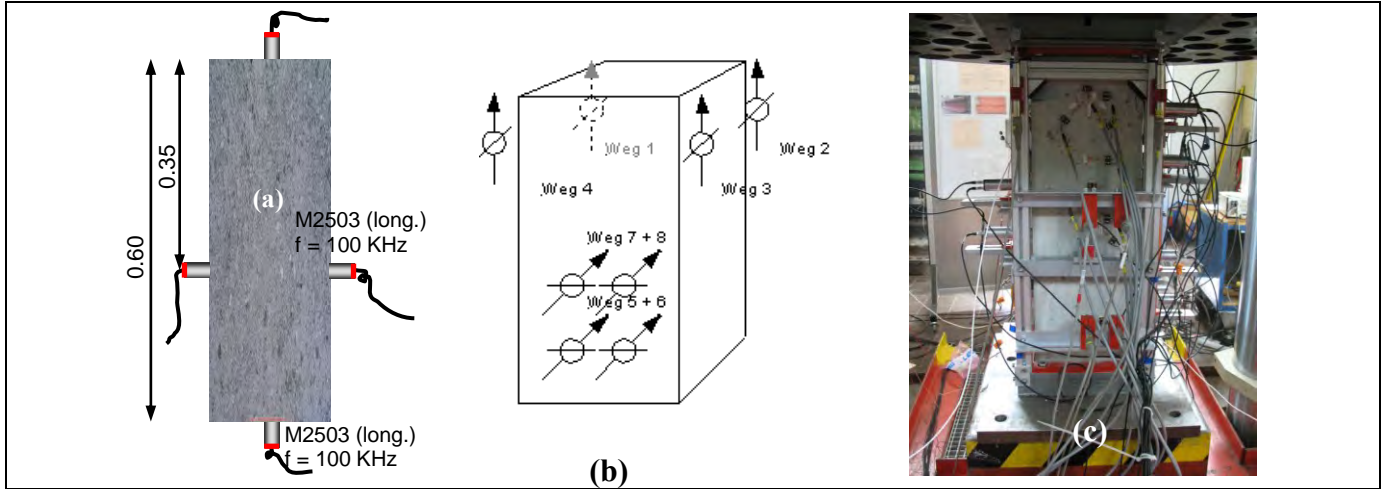 0.35
0.60
(a)
M2503 (long.)
f = 100 KHz
M2503 (long.)
f = 100 KHz
Weg 1
Weg 2
Weg 4
Weg 3
Weg 7 + 8
Weg 5 + 6
(b)
(c)